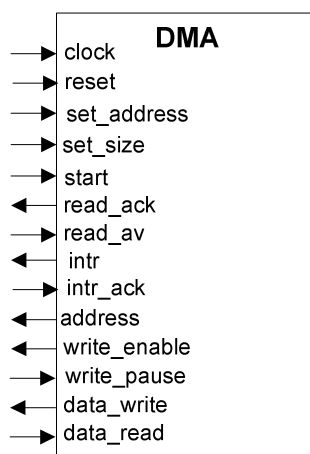 DMA
clock
reset
set_address
set_size
start
read_ack
read_av
intr
intr_ack
address
write_enable
write_pause
data_write
data_read